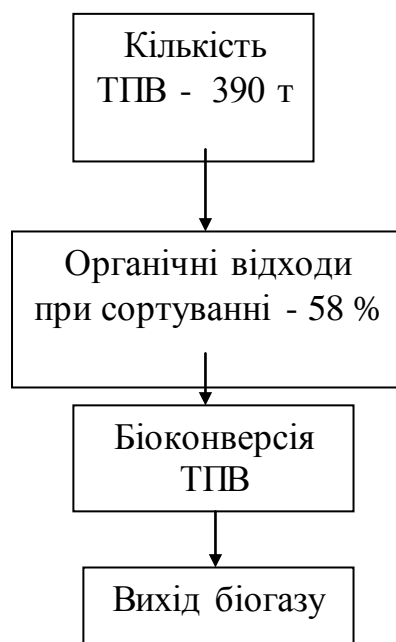 Кількість
ТПВ - 390 т
Органічні відходи
при сортуванні - 58 %
Біоконверсія
ТПВ
Вихід біогазу